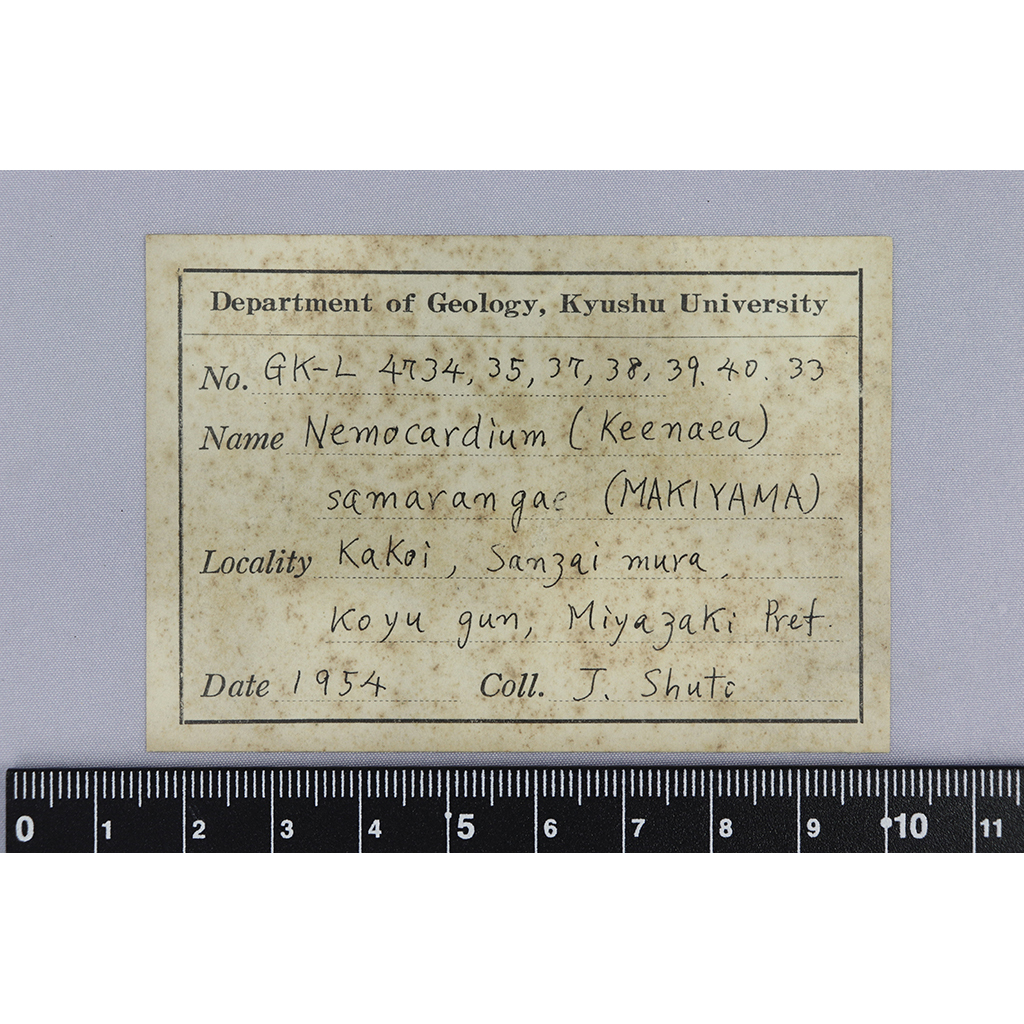 Department of Geology, Kyushu University
No. GK-L 4734, 35, 37, 38, 39. 40. 33
Name Nemocardium (Keenaea)
samarangae (MAKIYAMA)
Locality Kakoi, Sanzai mura,
Koyu gun, Miyazaki Pref.
Date 1954 Coll. J. Shuto
0 1 2 3 4 5 6 7 8 9 10 11